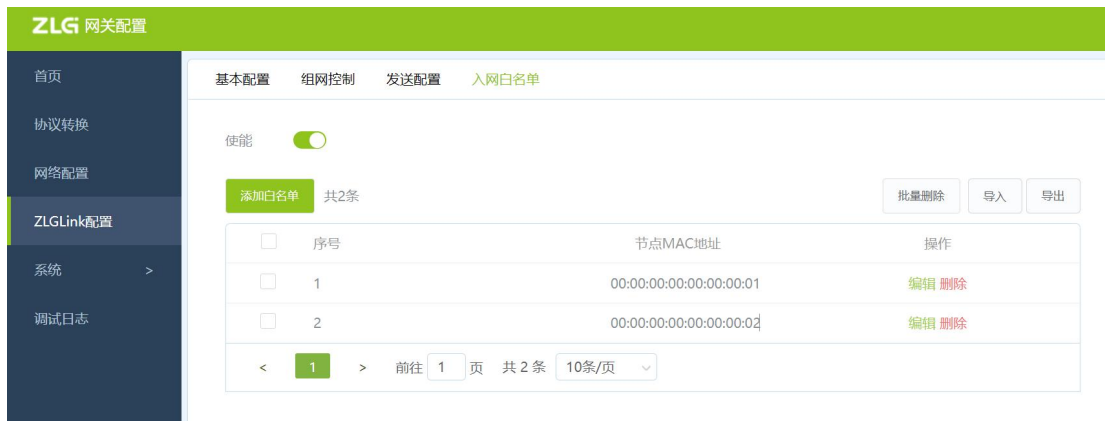 ZLG 网关配置
首页
协议转换
网络配置
ZLGLink配置
系统 >
调试日志
基本配置 组网控制 发送配置 入网白名单
使能
添加白名单 共2条 批量删除 导入 导出
序号 节点MAC地址 操作
1 00:00:00:00:00:00:00:01 编辑 删除
2 00:00:00:00:00:00:00:02 编辑 删除
< 1 > 前往 1 页 共 2 条 10条/页